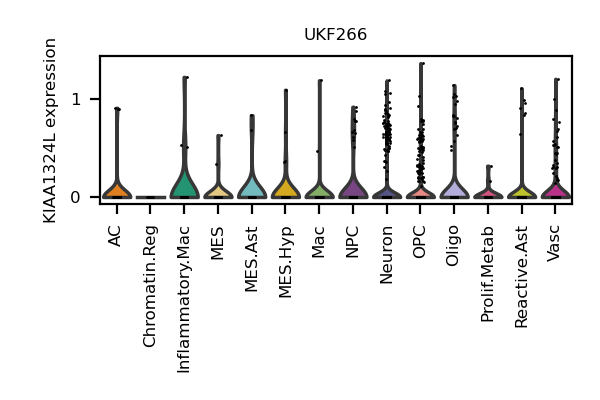 UKF266
KIAA1324L expression
1
0
AC
Chromatin.Reg
Inflammatory.Mac
MES
MES.Ast
MES.Hyp
Mac
NPC
Neuron
OPC
Oligo
Prolif.Metab
Reactive.Ast
Vasc